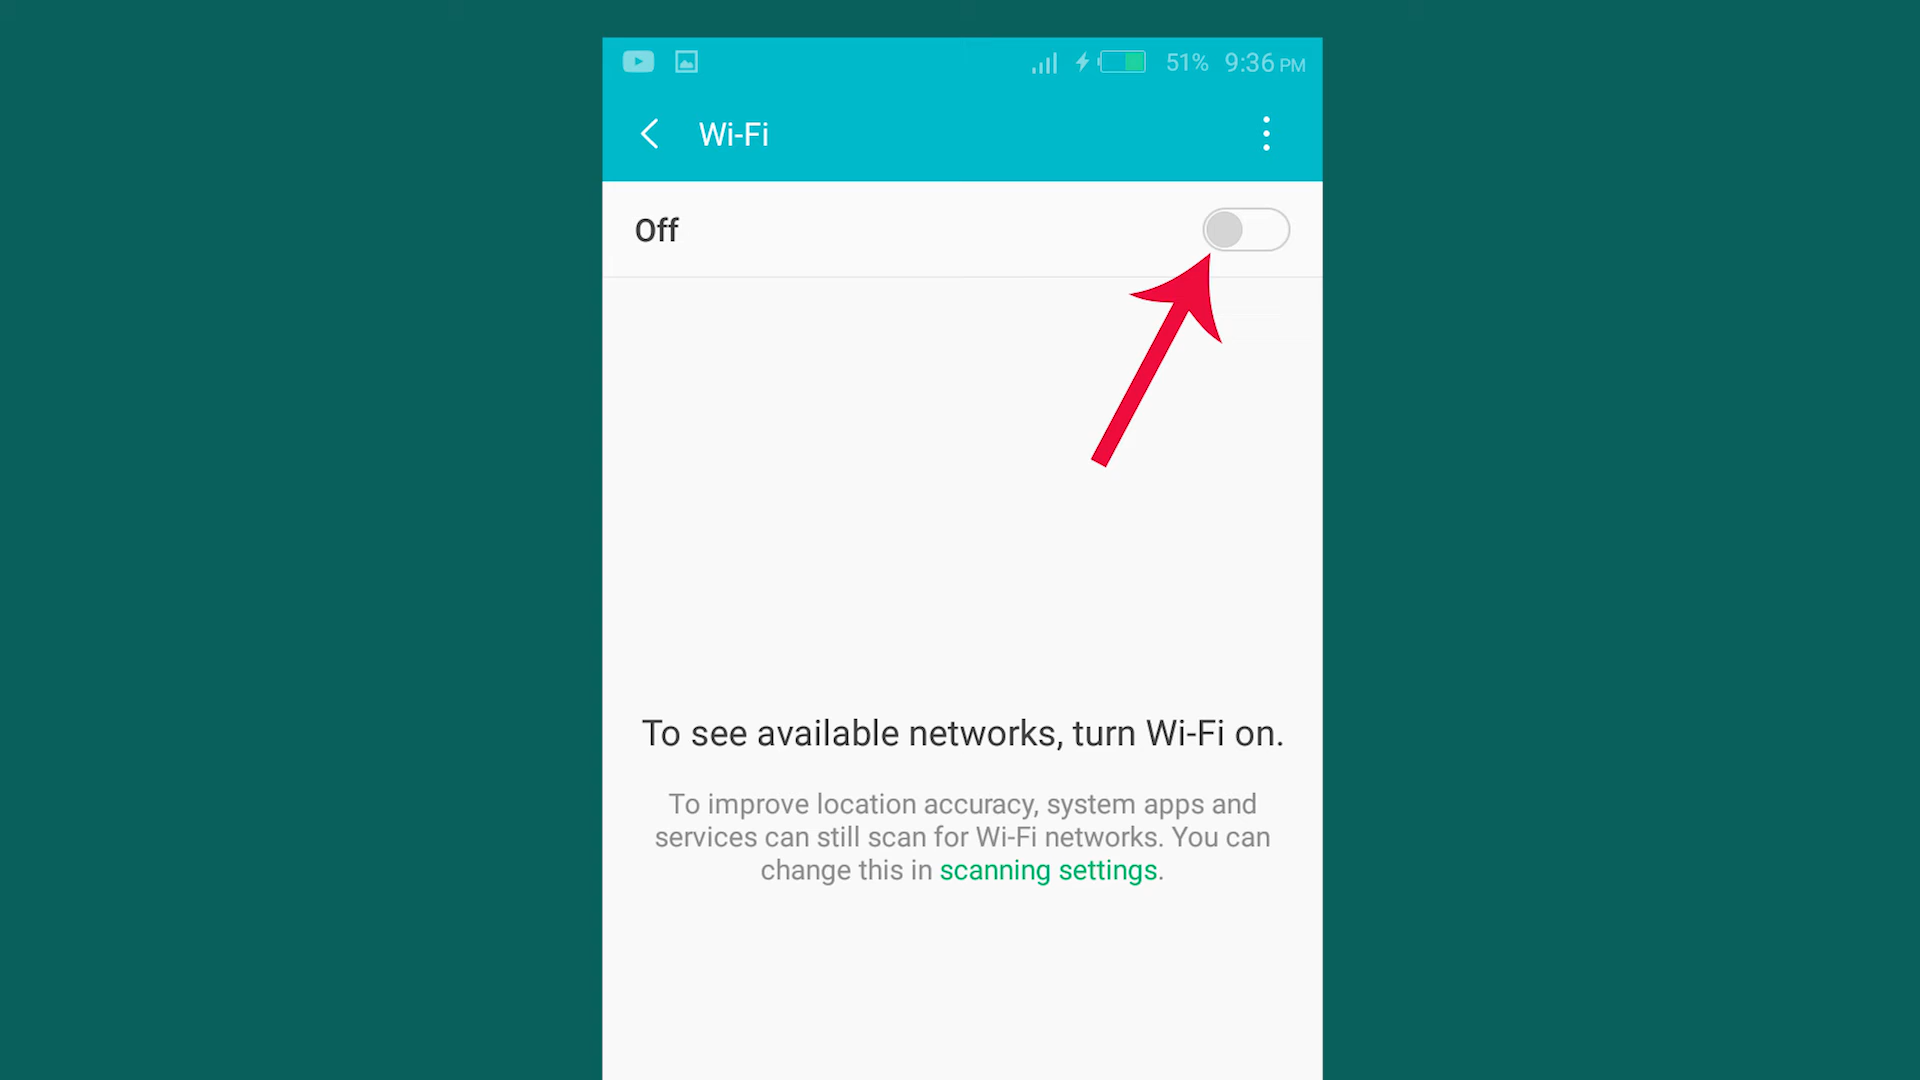 51% 9:36 PM
Wi-Fi
Off
To see available networks, turn Wi-Fi on.
To improve location accuracy, system apps and
services can still scan for Wi-Fi networks. You can
change this in scanning settings.